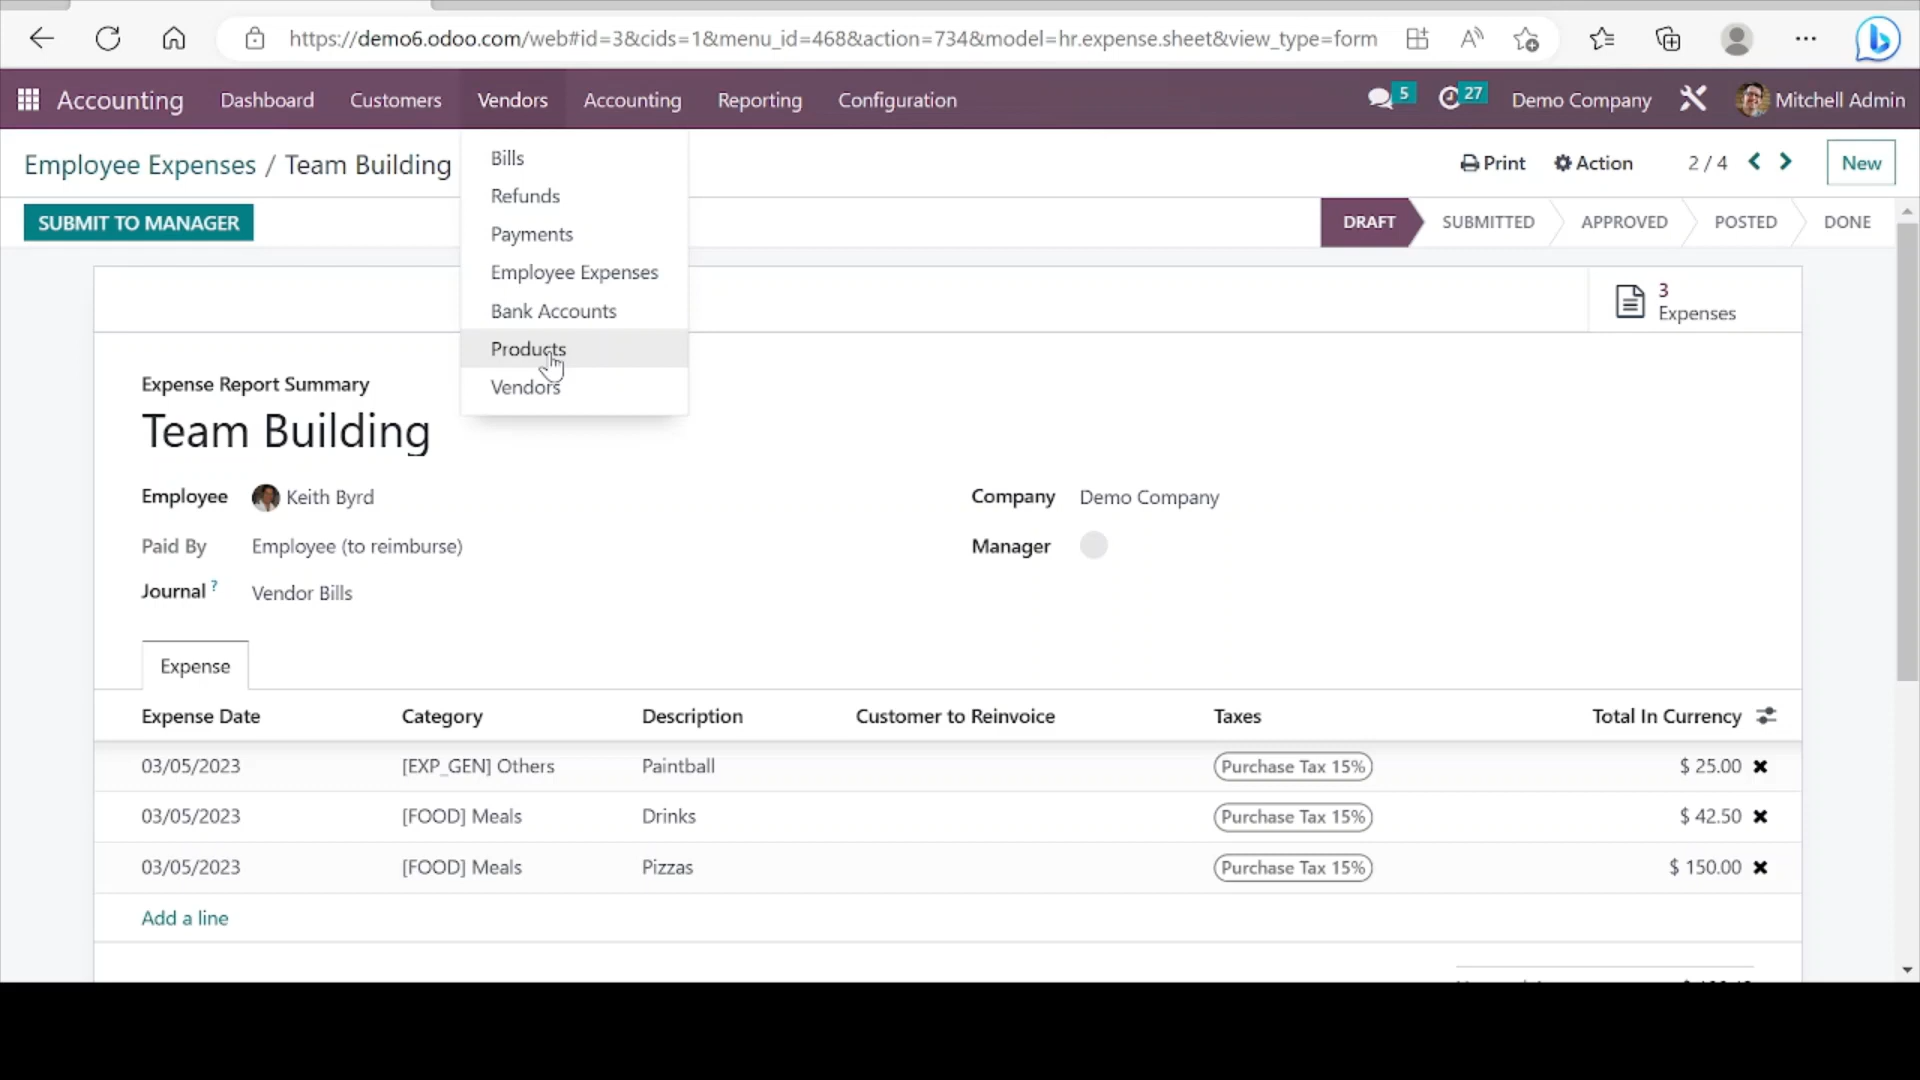 https://demo6.odoo.com/web#id=3&cids=1&menu_id=468&action=734&model=hr.expense.sheet&view_type=form
Accounting Dashboard Customers Vendors Accounting Reporting Configuration 5 27 Demo Company Mitchell Admin
Employee Expenses / Team Building
Print Action 2 / 4 New
SUBMIT TO MANAGER
DRAFT SUBMITTED APPROVED POSTED DONE
Bills
Refunds
Payments
Employee Expenses
Bank Accounts
Products
Vendors
3
Expenses
Expense Report Summary
Team Building
Employee Keith Byrd
Company Demo Company
Paid By Employee (to reimburse)
Manager
Journal ? Vendor Bills
Expense
Expense Date Category Description Customer to Reinvoice Taxes Total In Currency
03/05/2023 [EXP_GEN] Others Paintball Purchase Tax 15% $ 25.00
03/05/2023 [FOOD] Meals Drinks Purchase Tax 15% $ 42.50
03/05/2023 [FOOD] Meals Pizzas Purchase Tax 15% $ 150.00
Add a line